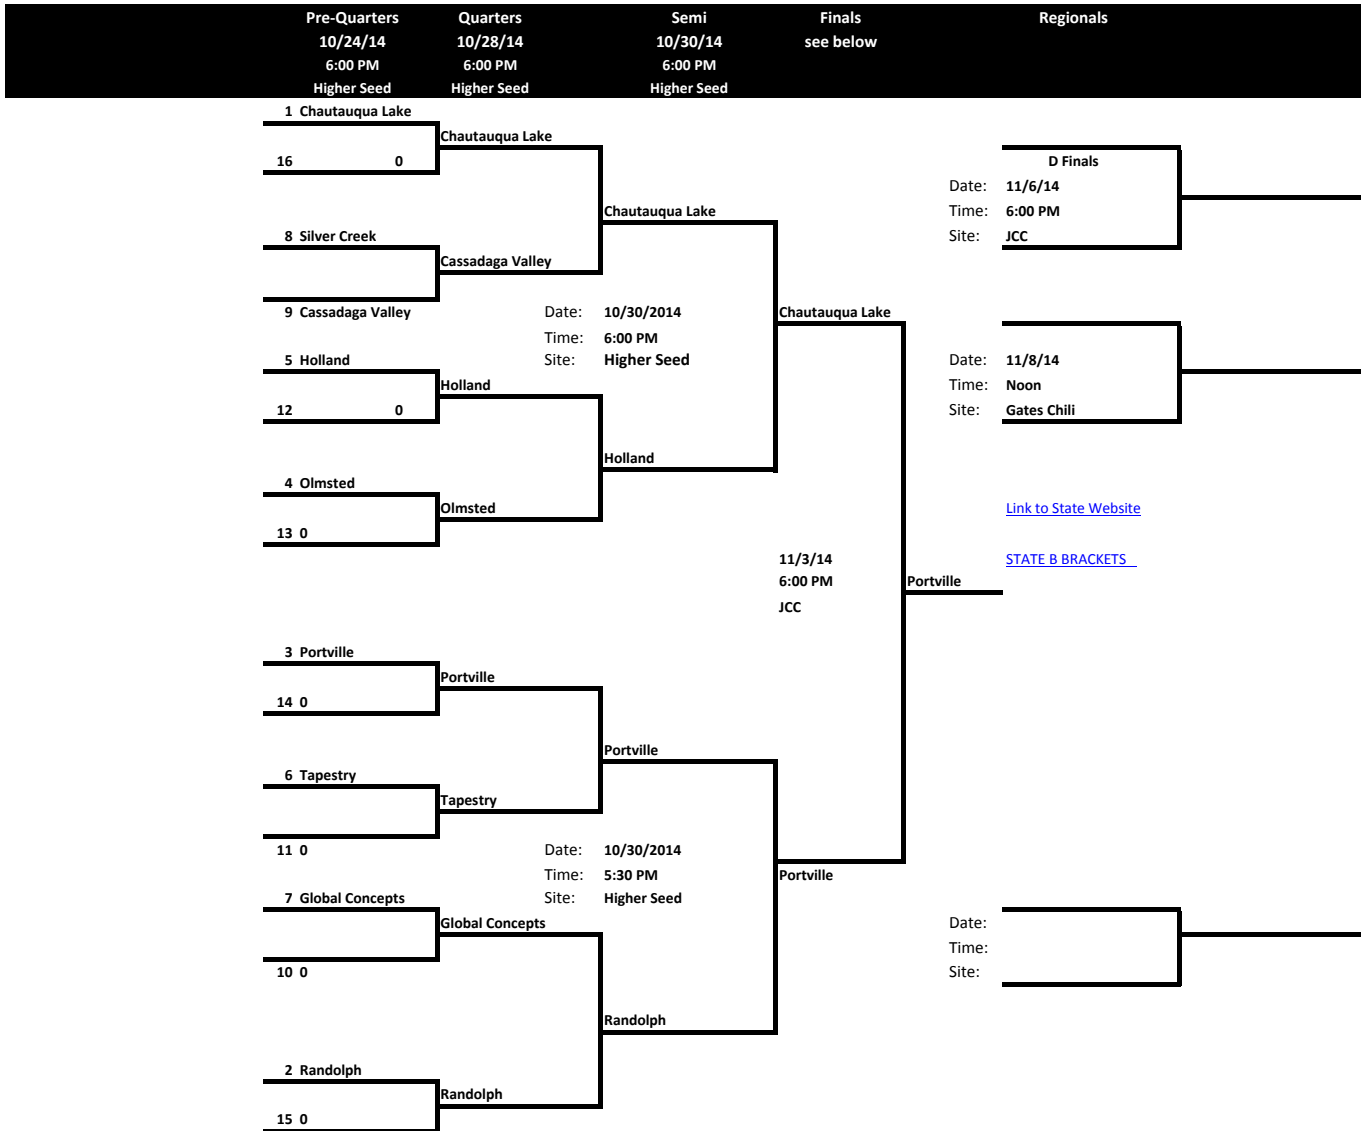 Pre-Quarters Quarters Semi Finals Regionals
10/24/14 10/28/14 10/30/14 see below
6:00 PM 6:00 PM 6:00 PM
Higher Seed Higher Seed Higher Seed
1 Chautauqua Lake
Chautauqua Lake
16 0 D Finals
Date: 11/6/14
Chautauqua Lake Time: 6:00 PM
8 Silver Creek Site: JCC
Cassadaga Valley
9 Cassadaga Valley Date: 10/30/2014 Chautauqua Lake
Time: 6:00 PM
5 Holland Site: Higher Seed Date: 11/8/14
Holland Time: Noon
12 0 Site: Gates Chili
Holland
4 Olmsted
Olmsted Link to State Website
13 0
11/3/14 STATE B BRACKETS
6:00 PM Portville
JCC
3 Portville
Portville
14 0
Portville
6 Tapestry
Tapestry
11 0 Date: 10/30/2014
Time: 5:30 PM Portville
7 Global Concepts Site: Higher Seed
Global Concepts Date:
Time:
10 0 Site:
Randolph
2 Randolph
Randolph
15 0